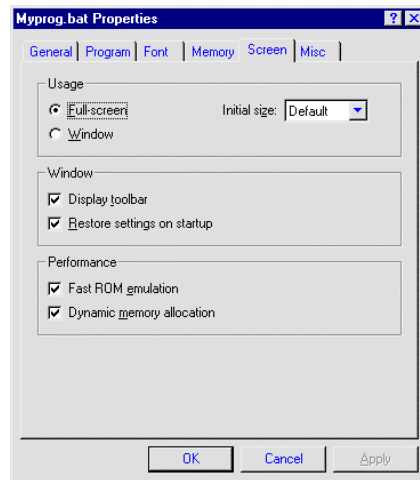 Myprog.bat Properties
General Program Font Memory Screen Misc
Usage
Full-screen Initial size: Default
Window
Window
Display toolbar
Restore settings on startup
Performance
Fast ROM emulation
Dynamic memory allocation
OK Cancel Apply